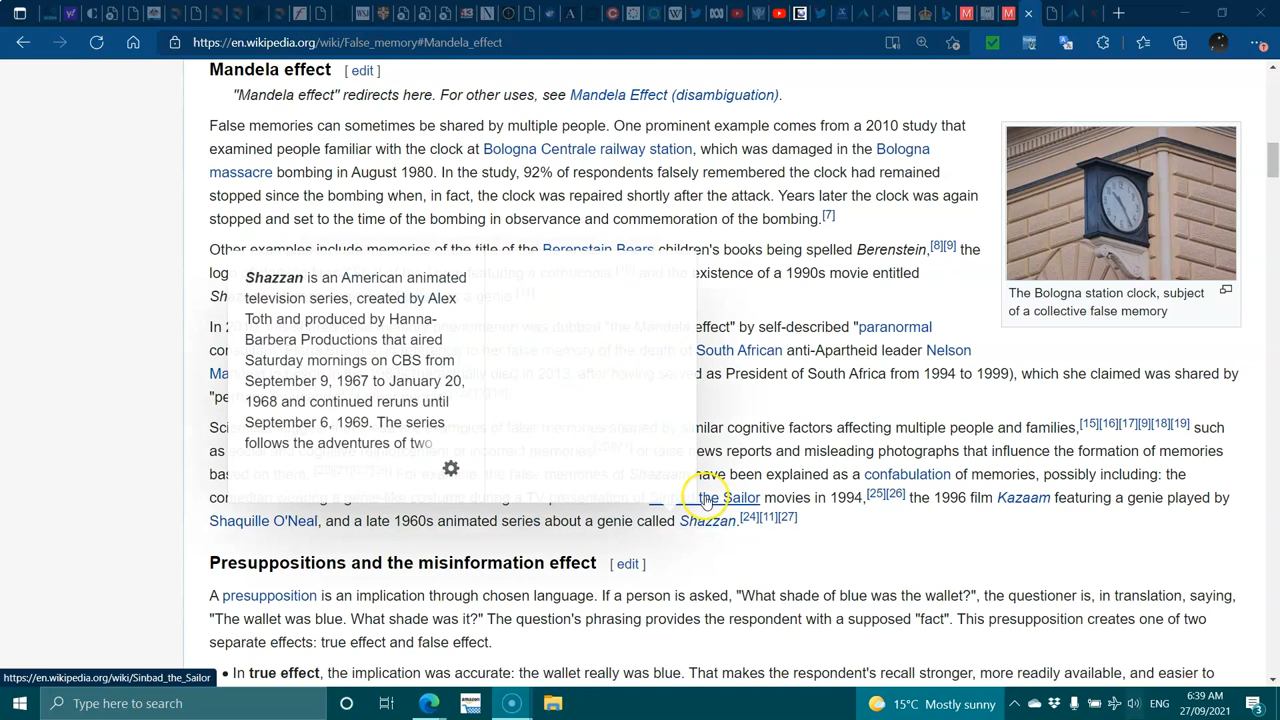 https://en.wikipedia.org/wiki/False_memory#Mandela_effect
Mandela effect [ edit ]
"Mandela effect" redirects here. For other uses, see Mandela Effect (disambiguation).
False memories can sometimes be shared by multiple people. One prominent example comes from a 2010 study that
examined people familiar with the clock at Bologna Centrale railway station, which was damaged in the Bologna
massacre bombing in August 1980. In the study, 92% of respondents falsely remembered the clock had remained
stopped since the bombing when, in fact, the clock was repaired shortly after the attack. Years later the clock was again
stopped and set to the time of the bombing in observance and commemoration of the bombing.[7]
The Bologna station clock, subject
of a collective false memory
Other examples include memories of the title of the Berenstain Bears children's books being spelled Berenstein,[8][9] the
existence of a 1990s movie entitled
Shazzan is an American animated
television series, created by Alex
Toth and produced by Hanna-
Barbera Productions that aired
Saturday mornings on CBS from
September 9, 1967 to January 20,
1968 and continued reruns until
September 6, 1969. The series
follows the adventures of two
effect" by self-described "paranormal
South African anti-Apartheid leader Nelson
as President of South Africa from 1994 to 1999), which she claimed was shared by
cognitive factors affecting multiple people and families,[15][16][17][9][18][19] such
news reports and misleading photographs that influence the formation of memories
have been explained as a confabulation of memories, possibly including: the
the Sailor movies in 1994,[25][26] the 1996 film Kazaam featuring a genie played by
Shaquille O'Neal, and a late 1960s animated series about a genie called Shazzan.[24][11][27]
Presuppositions and the misinformation effect [ edit ]
A presupposition is an implication through chosen language. If a person is asked, "What shade of blue was the wallet?", the questioner is, in translation, saying,
"The wallet was blue. What shade was it?" The question's phrasing provides the respondent with a supposed "fact". This presupposition creates one of two
separate effects: true effect and false effect.
• In true effect, the implication was accurate: the wallet really was blue. That makes the respondent's recall stronger, more readily available, and easier to
https://en.wikipedia.org/wiki/Sinbad_the_Sailor
Type here to search
amazon
15°C Mostly sunny
ENG
6:39 AM
27/09/2021
3